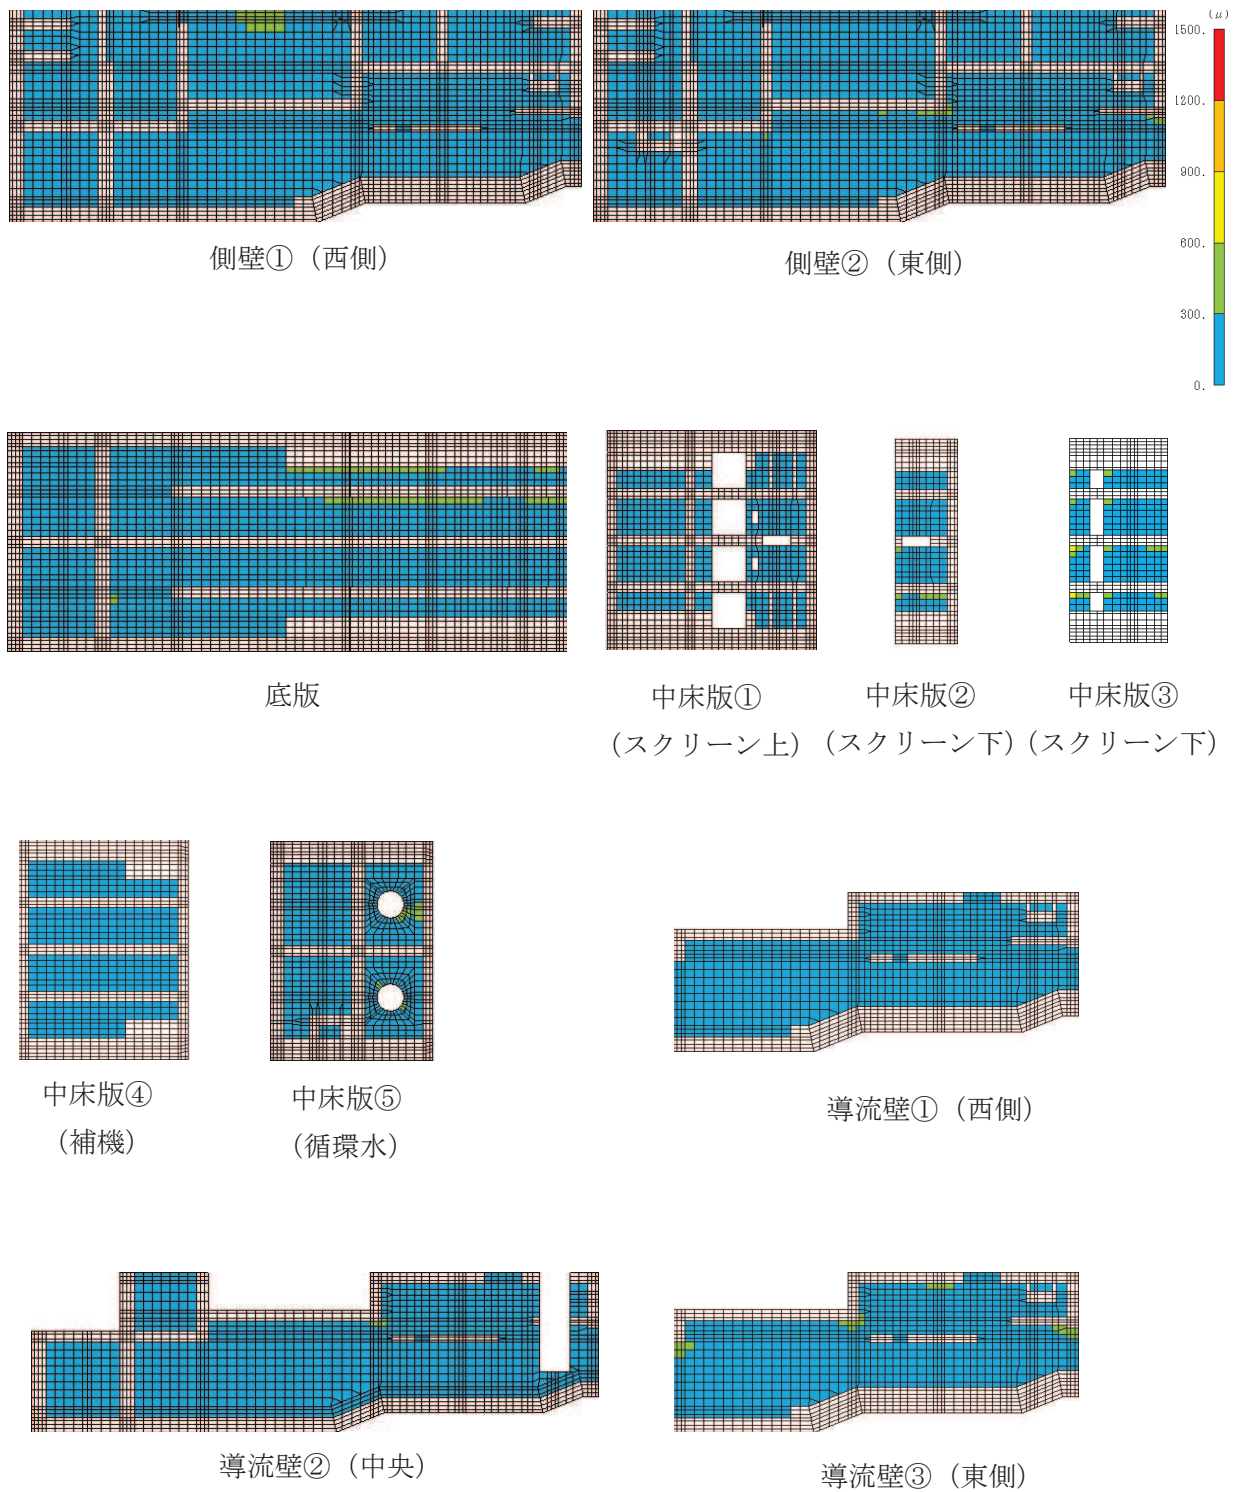 (μ)
1500.
1200.
900.
600.
300.
0.
側壁①（西側）
側壁②（東側）
底版
中床版①
（スクリーン上）
中床版②
（スクリーン下）
中床版③
（スクリーン下）
中床版④
（補機）
中床版⑤
（循環水）
導流壁①（西側）
導流壁②（中央）
導流壁③（東側）